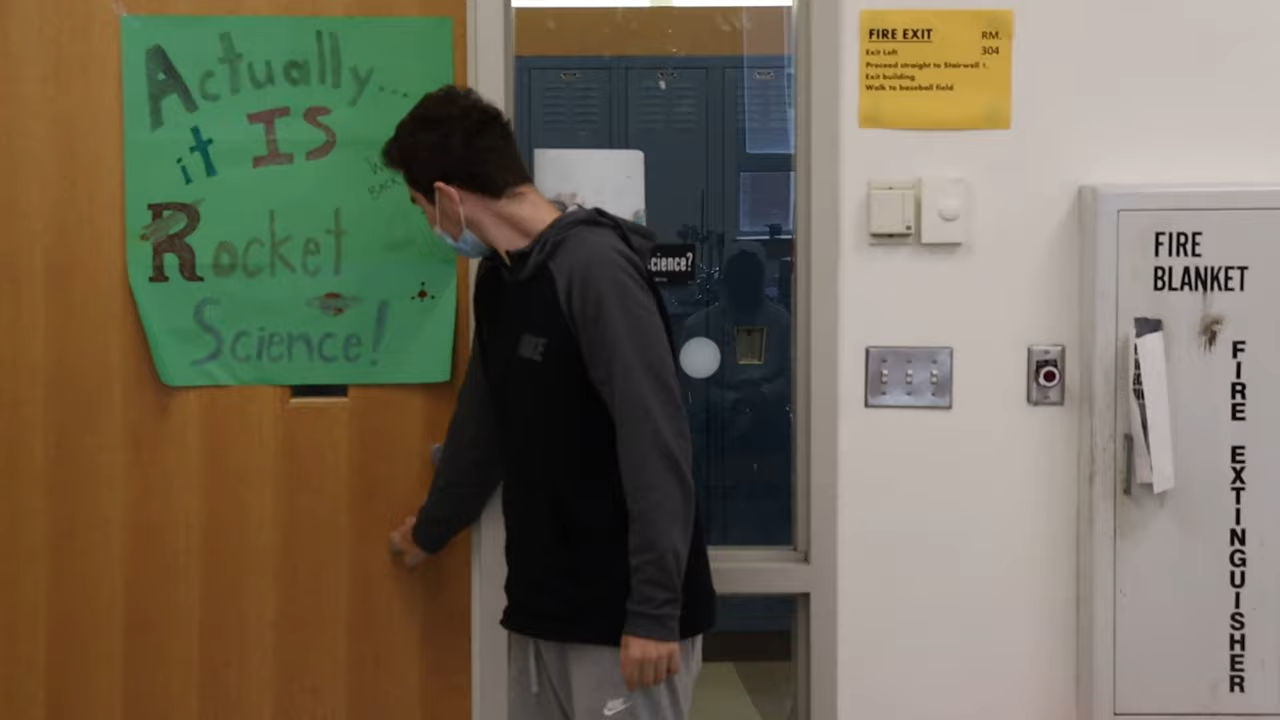 Actually...
it IS
Rocket
Science!
FIRE EXIT RM.
Exit Left 304
Proceed straight to Stairwell 1.
Exit building
Walk to baseball field
cience?
NIKE
FIRE
BLANKET
FIRE EXTINGUISHER